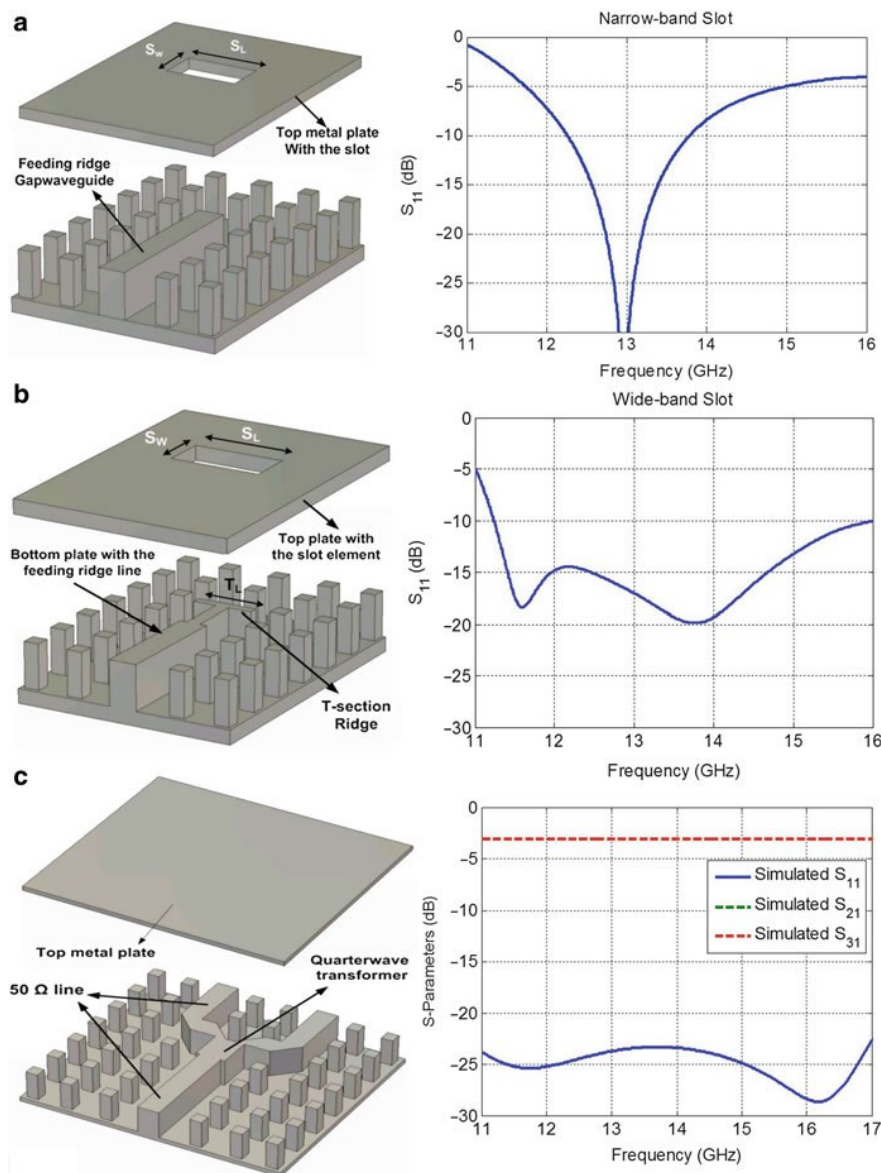 a
S_w
S_L
Top metal plate
With the slot
Feeding ridge
Gapwaveguide
Narrow-band Slot
0
−5
−10
−15
−20
−25
−30
S_11 (dB)
11 12 13 14 15 16
Frequency (GHz)
b
S_W
S_L
Top plate with
the slot element
Bottom plate with the
feeding ridge line
T_L
T-section
Ridge
Wide-band Slot
0
−5
−10
−15
−20
−25
−30
S_11 (dB)
11 12 13 14 15 16
Frequency (GHz)
c
Top metal plate
Quarterwave
transformer
50 Ω line
0
−5
−10
−15
−20
−25
−30
S-Parameters (dB)
Simulated S_11
Simulated S_21
Simulated S_31
11 12 13 14 15 16 17
Frequency (GHz)